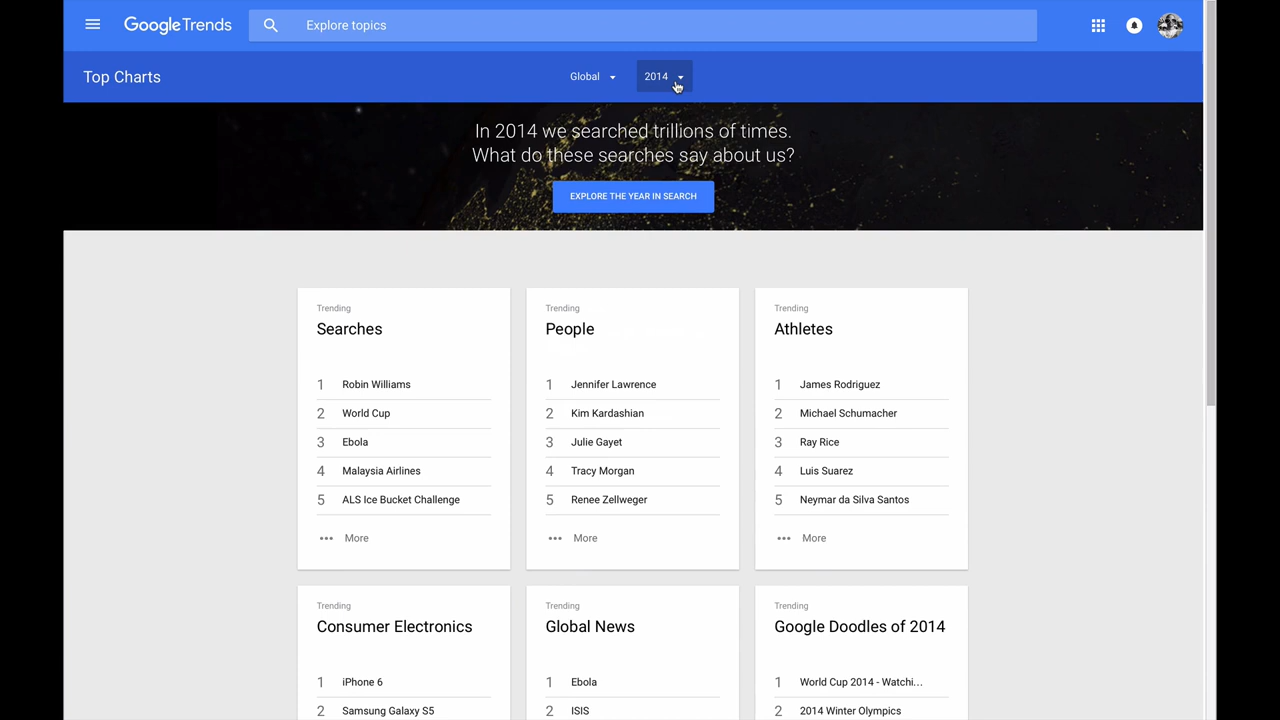 Google Trends
Explore topics
Top Charts
Global
2014
In 2014 we searched trillions of times.
What do these searches say about us?
EXPLORE THE YEAR IN SEARCH
Trending
Searches
1 Robin Williams
2 World Cup
3 Ebola
4 Malaysia Airlines
5 ALS Ice Bucket Challenge
More
Trending
People
1 Jennifer Lawrence
2 Kim Kardashian
3 Julie Gayet
4 Tracy Morgan
5 Renee Zellweger
More
Trending
Athletes
1 James Rodriguez
2 Michael Schumacher
3 Ray Rice
4 Luis Suarez
5 Neymar da Silva Santos
More
Trending
Consumer Electronics
1 iPhone 6
2 Samsung Galaxy S5
Trending
Global News
1 Ebola
2 ISIS
Trending
Google Doodles of 2014
1 World Cup 2014 - Watchi...
2 2014 Winter Olympics